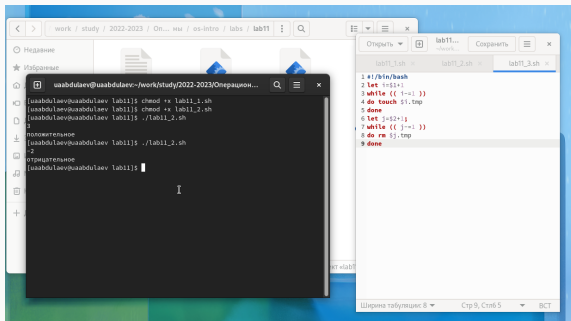 work / study / 2022-2023 / Оп… мы / os-intro / labs / lab11
Недавние
Избранные
uaabdulaev@uaabdulaev:~/work/study/2022-2023/Операцион…
[uaabdulaev@uaabdulaev lab11]$ chmod +x lab11_1.sh
[uaabdulaev@uaabdulaev lab11]$ chmod +x lab11_2.sh
[uaabdulaev@uaabdulaev lab11]$ ./lab11_2.sh
3
положительное
[uaabdulaev@uaabdulaev lab11]$ ./lab11_2.sh
-2
отрицательное
[uaabdulaev@uaabdulaev lab11]$
Открыть
lab11…
Сохранить
lab11_1.sh
lab11_2.sh
lab11_3.sh
1 #!/bin/bash
2 let i=$1+1
3 while (( i-=1 ))
4 do touch $i.tmp
5 done
6 let j=$2+1;
7 while (( j-=1 ))
8 do rm $j.tmp
9 done
Ширина табуляции: 8
Стр 9, Стлб 5
ВСТ